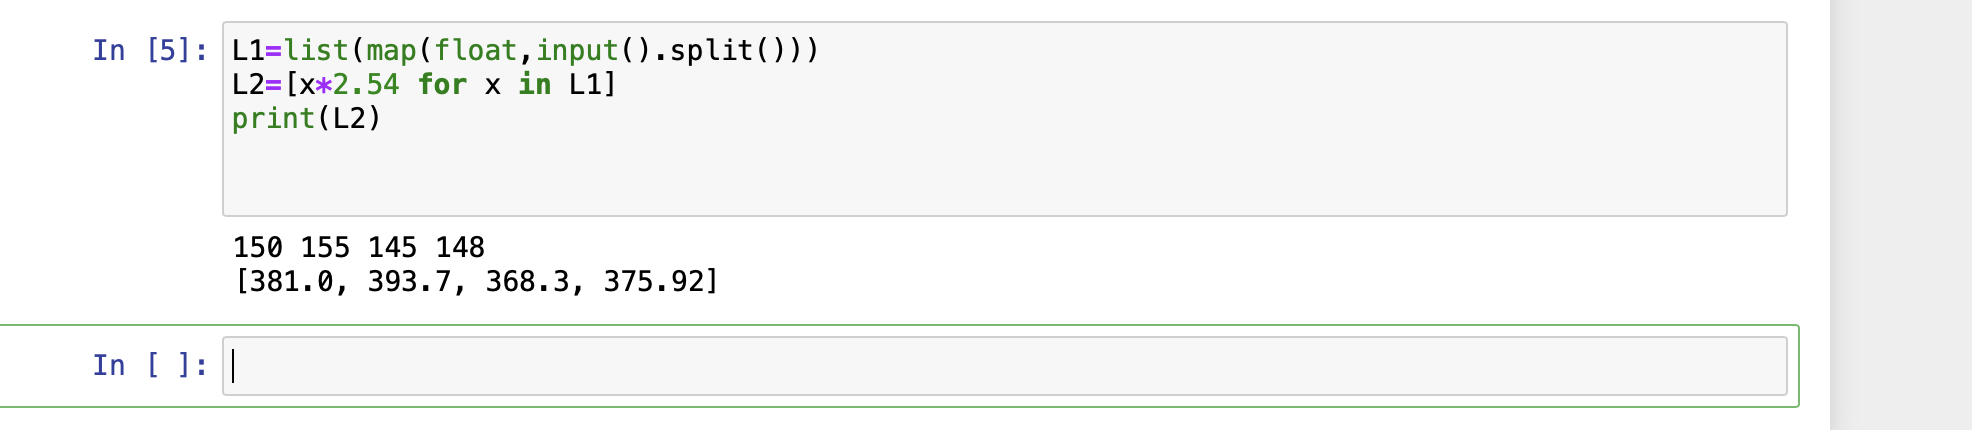 In [5]: L1=list(map(float,input().split()))
L2=[x*2.54 for x in L1]
print(L2)
150 155 145 148
[381.0, 393.7, 368.3, 375.92]
In [ ]: